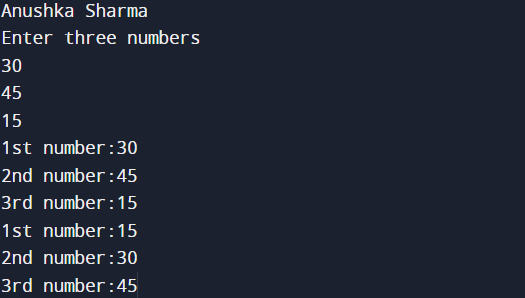 Anushka Sharma
Enter three numbers
30
45
15
1st number:30
2nd number:45
3rd number:15
1st number:15
2nd number:30
3rd number:45